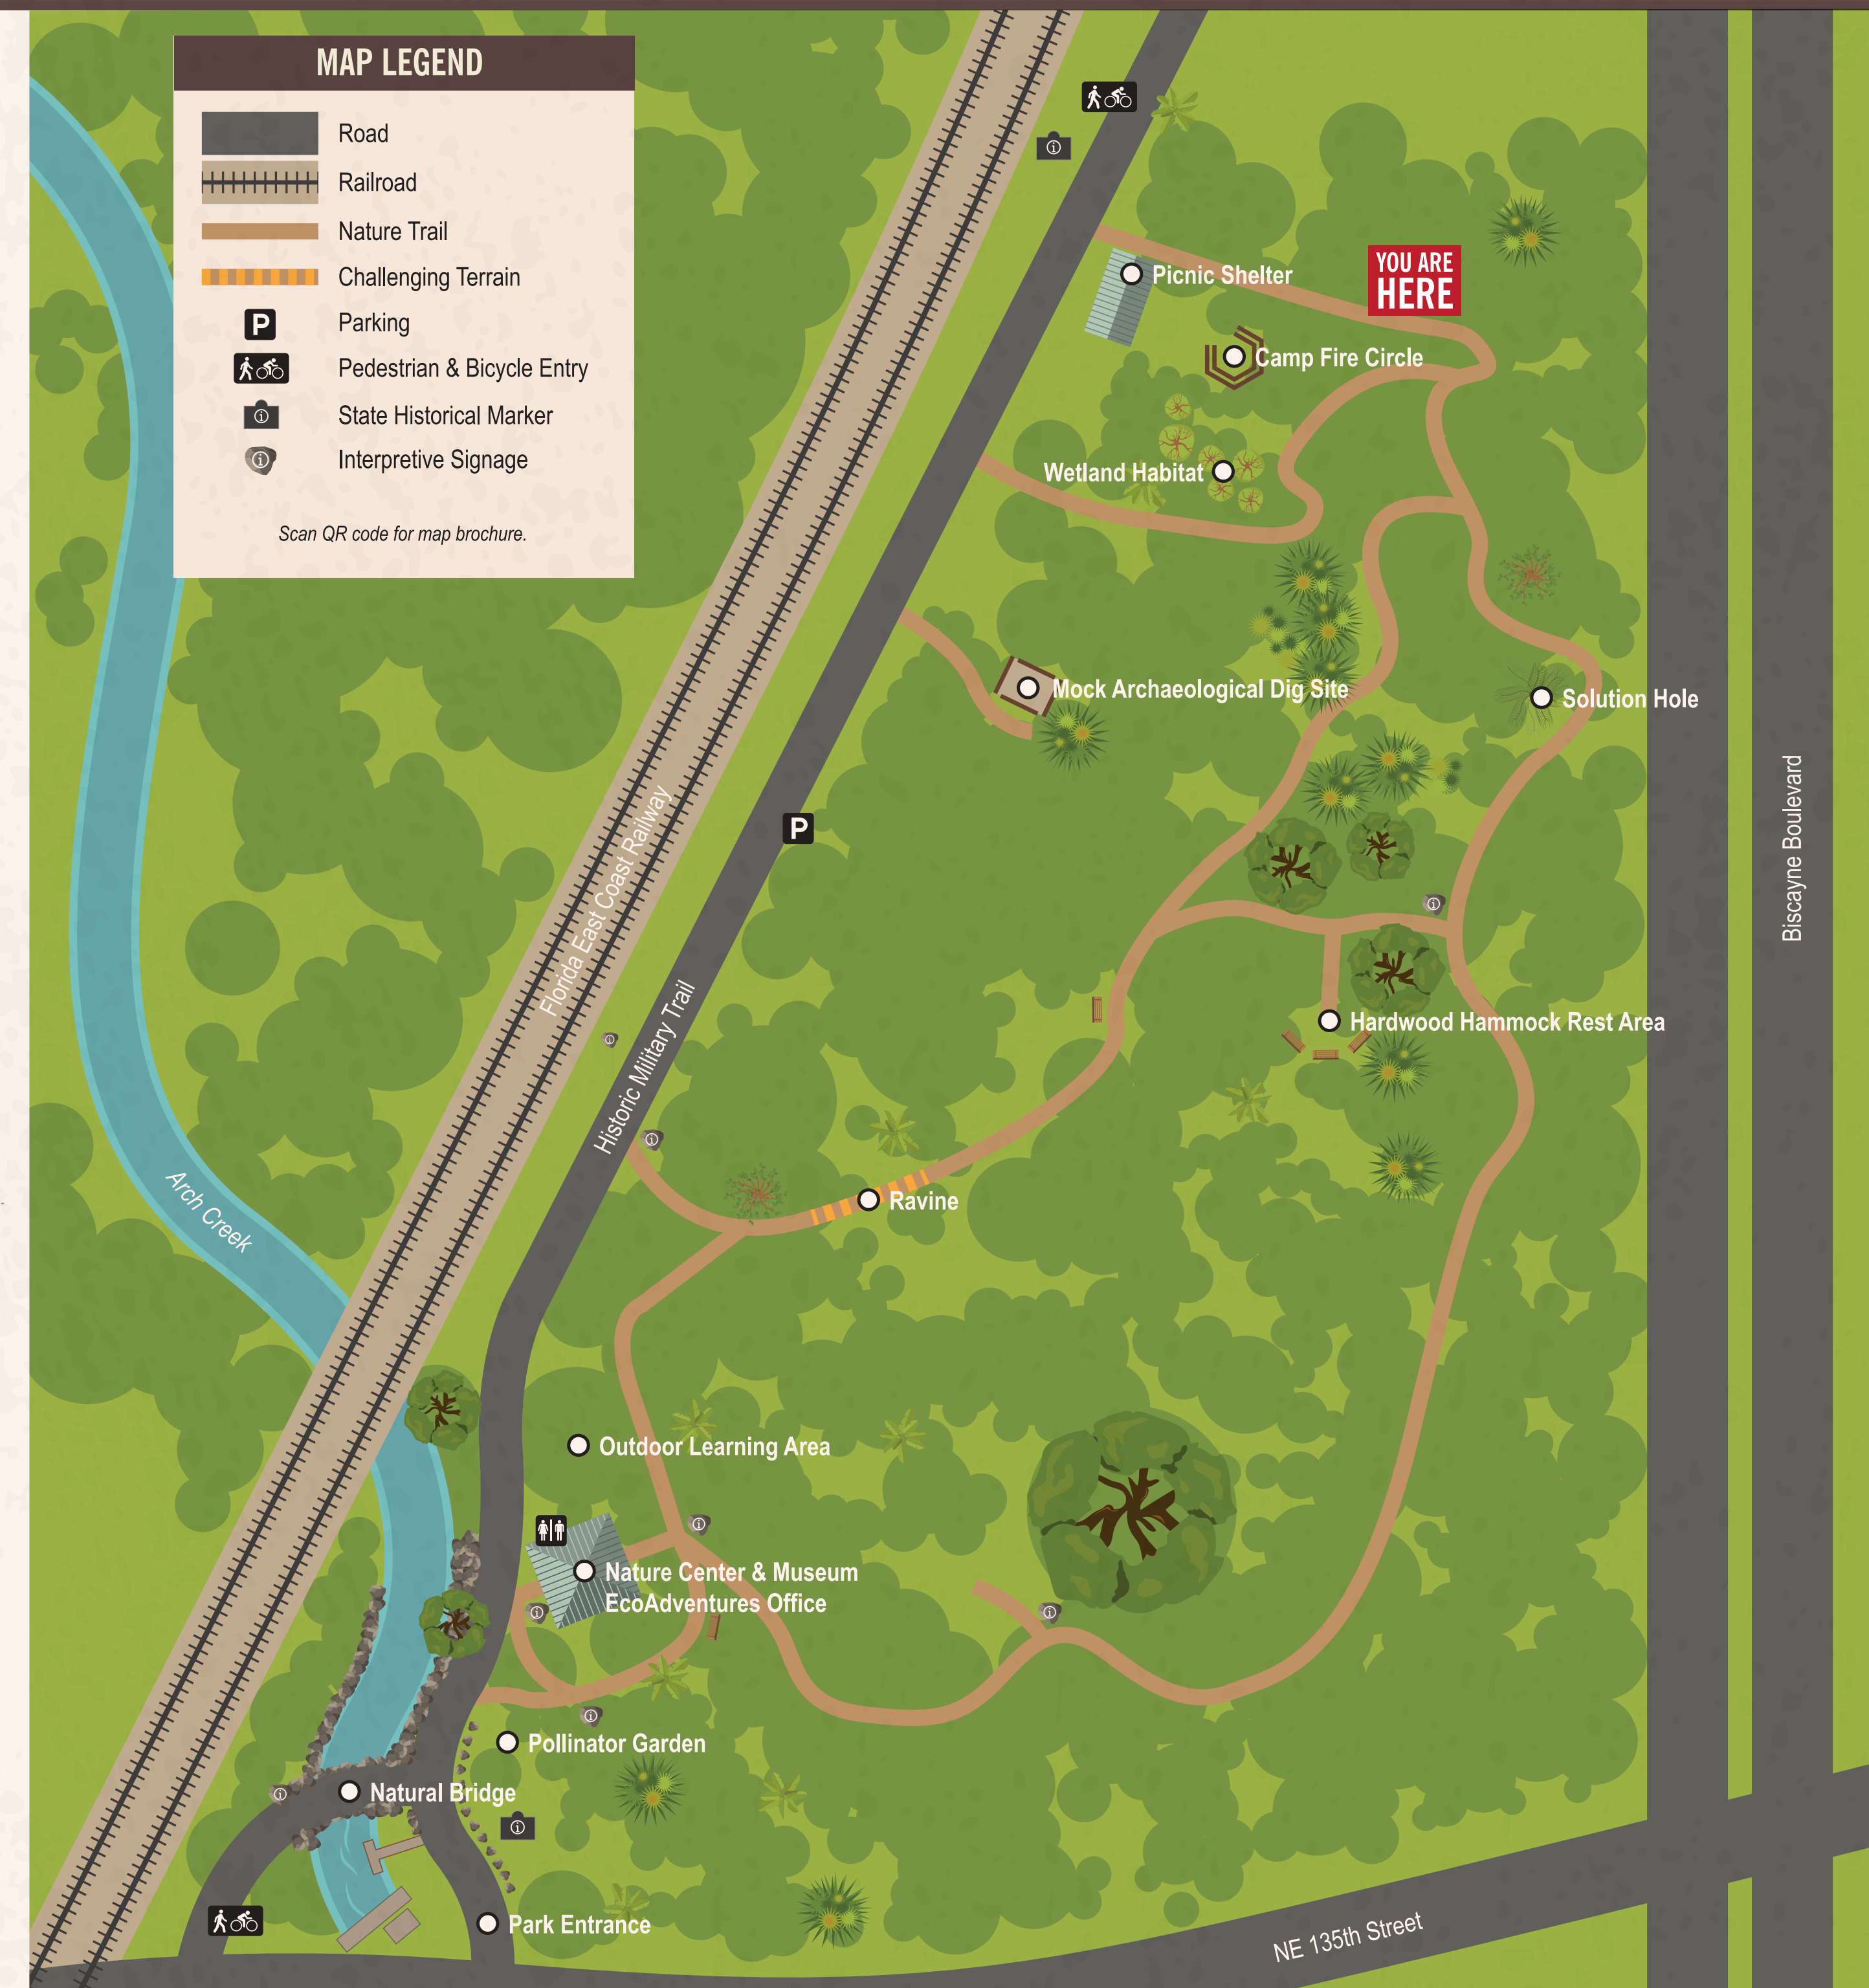 MAP LEGEND
Road
Railroad
Nature Trail
Challenging Terrain
P
Parking
Pedestrian & Bicycle Entry
i
State Historical Marker
i
Interpretive Signage
Scan QR code for map brochure.
i
Picnic Shelter
YOU ARE
HERE
Camp Fire Circle
Wetland Habitat
Mock Archaeological Dig Site
Solution Hole
P
Florida East Coast Railway
Biscayne Boulevard
i
Historic Military Trail
Hardwood Hammock Rest Area
i
i
Arch Creek
Ravine
Outdoor Learning Area
i
Nature Center & Museum
EcoAdventures Office
i
i
i
Pollinator Garden
i
Natural Bridge
i
Park Entrance
NE 135th Street